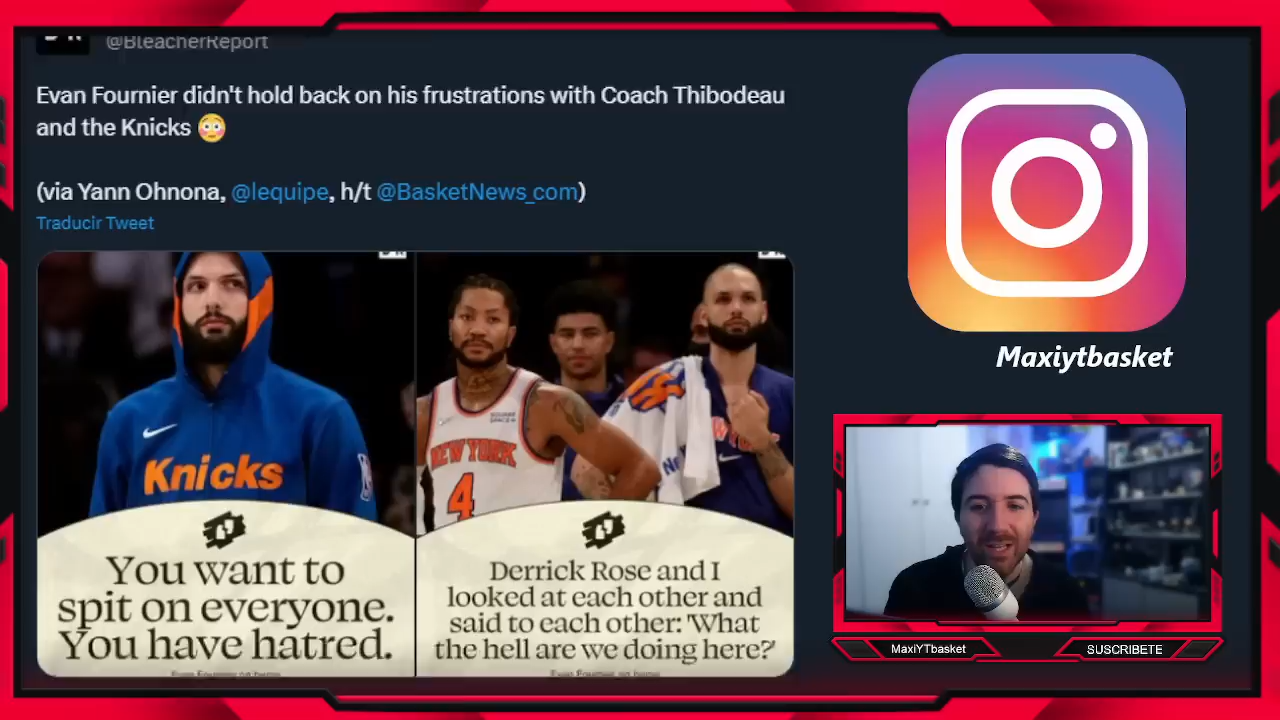 @BleacherReport
Evan Fournier didn't hold back on his frustrations with Coach Thibodeau
and the Knicks 😳
(via Yann Ohnona, @lequipe, h/t @BasketNews_com)
Traducir Tweet
Knicks
You want to
spit on everyone.
You have hatred.
NEW YORK
4
Derrick Rose and I
looked at each other and
said to each other: 'What
the hell are we doing here?'
Maxiytbasket
MaxiYTbasket
SUSCRIBETE